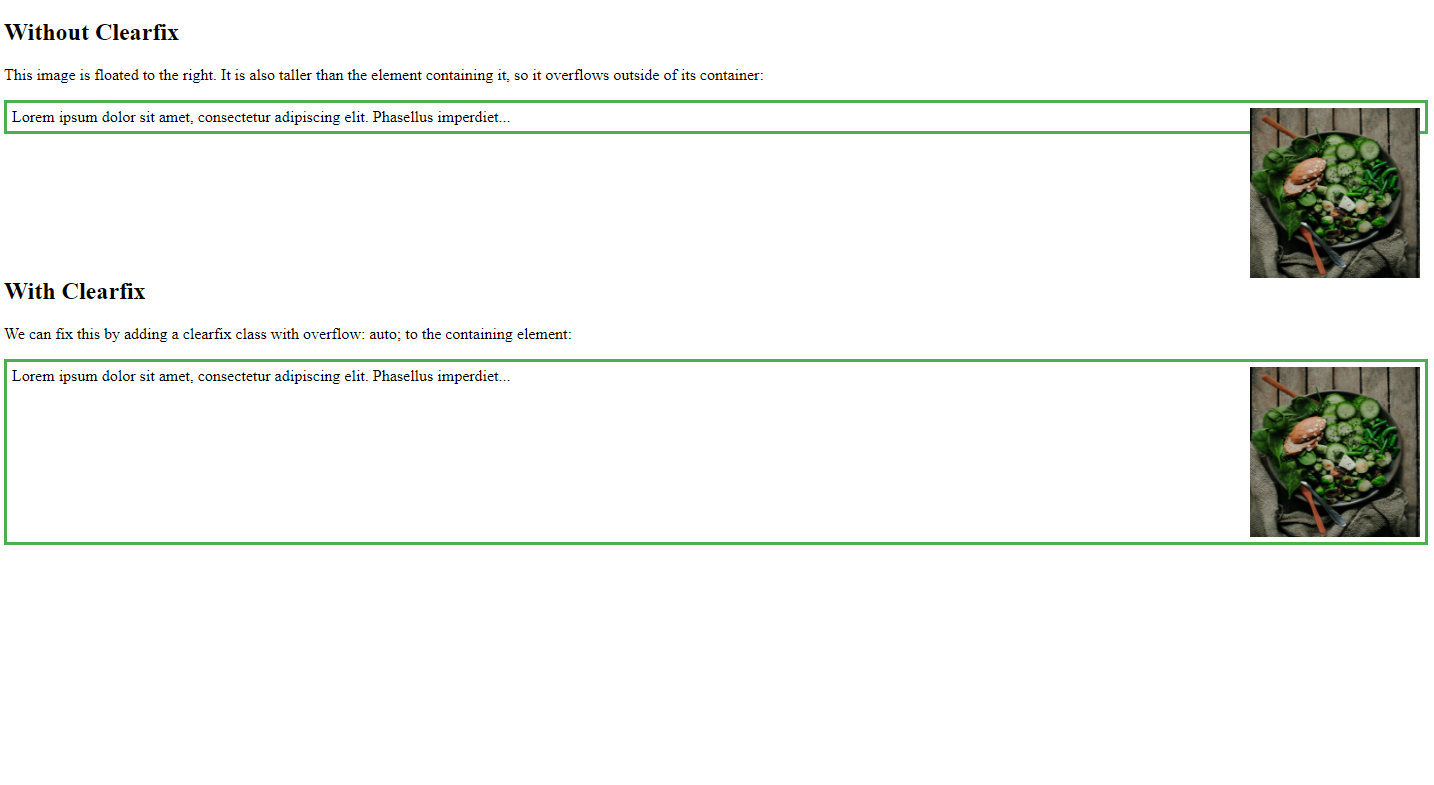 Without Clearfix
This image is floated to the right. It is also taller than the element containing it, so it overflows outside of its container:
Lorem ipsum dolor sit amet, consectetur adipiscing elit. Phasellus imperdiet...
With Clearfix
We can fix this by adding a clearfix class with overflow: auto; to the containing element:
Lorem ipsum dolor sit amet, consectetur adipiscing elit. Phasellus imperdiet...